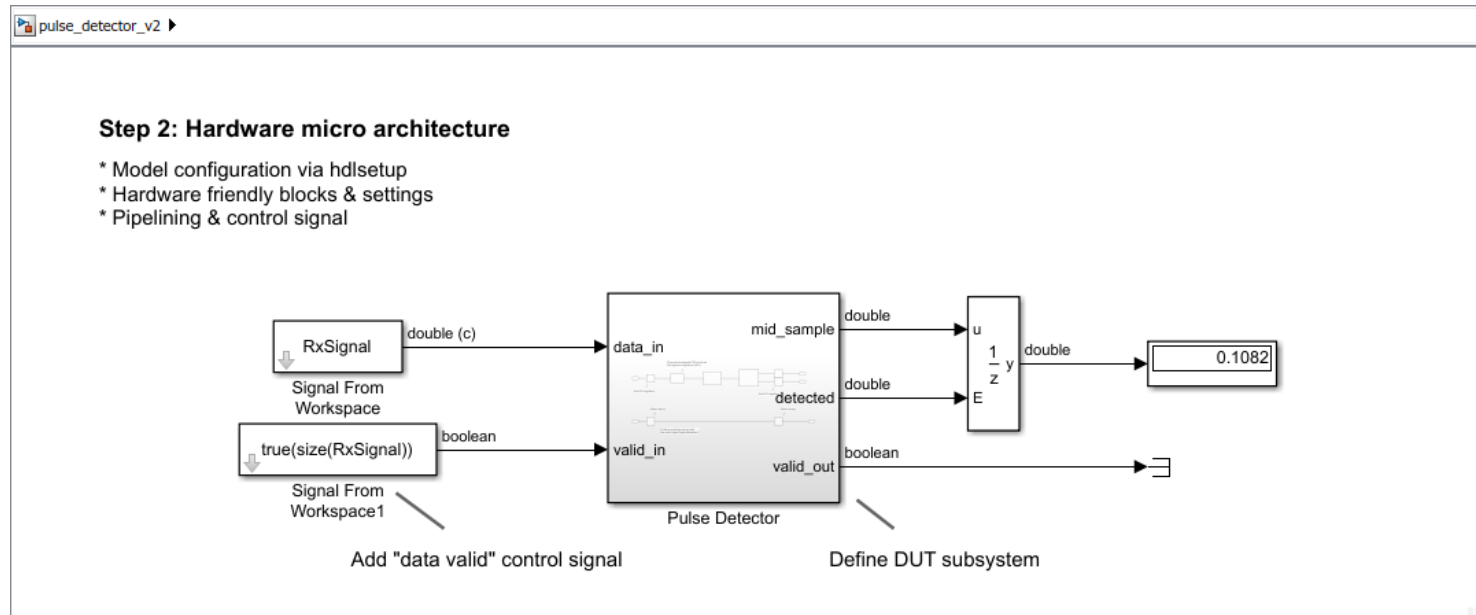 pulse_detector_v2
Step 2: Hardware micro architecture
* Model configuration via hdlsetup
* Hardware friendly blocks & settings
* Pipelining & control signal
RxSignal
double (c)
Signal From
Workspace
true(size(RxSignal))
boolean
Signal From
Workspace1
data_in
valid_in
mid_sample
detected
valid_out
Pulse Detector
double
double
boolean
u
1
z
y
E
double
0.1082
Add "data valid" control signal
Define DUT subsystem